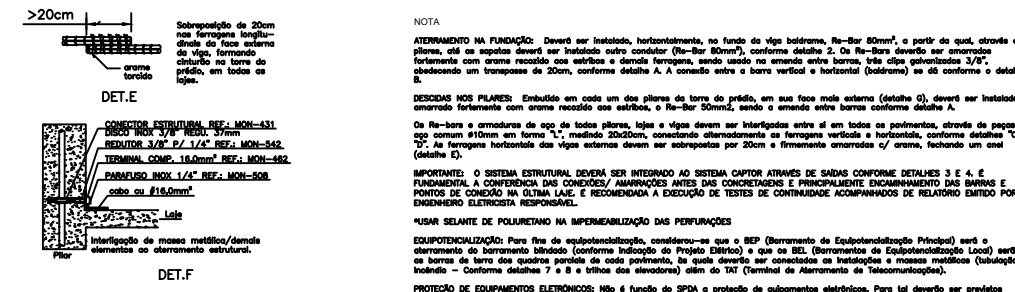 >20cm
Sobreposição de 20cm
nas ferragens longitu-
dinais da face externa
da viga, formando
cinturão na torre do
prédio, em todas as
lajes.
arame
torcido
DET.E
CONECTOR ESTRUTURAL REF.: MON-431
DISCO INOX 3/8" REGU. 37mm
REDUTOR 3/8" P/ 1/4" REF.: MON-542
TERMINAL COMP. 16,0mm² REF.: MON-462
PARAFUSO INOX 1/4" REF.: MON-508
cabo cu #16,0mm²
Laje
Interligação de massa metálica/demais
elementos ao aterramento estrutural.
Pilar
DET.F
NOTA
ATERRAMENTO NA FUNDAÇÃO: Deverá ser instalado, horizontalmente, no fundo da viga baldrame, Re-Bar 80mm², a partir da qual, através
pilares, até as sapatas deverá ser instalado outro condutor (Re-Bar 80mm²), conforme detalhe 2. Os Re-Bars deverão ser amarrados
fortemente com arame recozido aos estribos e demais ferragens, sendo usado na emenda entre barras, três clips galvanizados 3/8",
obedecendo um transpasse de 20cm, conforme detalhe A. A conexão entre a barra vertical e horizontal (baldrame) se dá conforme o
B.
DESCIDAS NOS PILARES: Embutido em cada um dos pilares da torre do prédio, em sua face mais externa (detalhe G), deverá ser
amarrado fortemente com arame recozido aos estribos, o Re-Bar 50mm2, sendo a emenda entre barras conforme detalhe A.
Os Re-bars e armaduras de aço de todos pilares, lajes e vigas devem ser interligadas entre si em todos os pavimentos, através de peças
aço comum #10mm em forma "L", medindo 20x20cm, conectando alternadamente as ferragens verticais e horizontais, conforme detalhes "C
"D". As ferragens horizontais das vigas externas devem ser sobrepostas por 20cm e firmemente amarradas c/ arame, fechando um anel
(detalhe E).
IMPORTANTE: O SISTEMA ESTRUTURAL DEVERÁ SER INTEGRADO AO SISTEMA CAPTOR ATRAVÉS DE SAÍDAS CONFORME DETALHES 3 E 4. É
FUNDAMENTAL A CONFERÊNCIA DAS CONEXÕES/ AMARRAÇÕES ANTES DAS CONCRETAGENS E PRINCIPALMENTE ENCAMINHAMENTO DAS BARRAS E
PONTOS DE CONEXÃO NA ÚLTIMA LAJE. É RECOMENDADA A EXECUÇÃO DE TESTES DE CONTINUIDADE ACOMPANHADOS DE RELATÓRIO EMITIDO POR
ENGENHEIRO ELETRICISTA RESPONSÁVEL.
*USAR SELANTE DE POLIURETANO NA IMPERMEABILIZAÇÃO DAS PERFURAÇÕES
EQUIPOTENCIALIZAÇÃO: Para fins de equipotencialização, considerou-se que o BEP (Barramento de Equipotencialização Principal) será o
aterramento do barramento blindado (conforme indicação do Projeto Elétrico) e que os BEL (Barramentos de Equipotencialização Local)
as barras de terra dos quadros parciais de cada pavimento, às quais deverão ser conectadas as instalações e massas metálicas
incêndio - Conforme detalhes 7 e 8 e trilhos dos elevadores) além do TAT (Terminal de Aterramento de Telecomunicações).
PROTEÇÃO DE EQUIPAMENTOS ELETRÔNICOS: Não é função do SPDA a proteção de quipamentos eletrônicos. Para tal deverão ser previstos